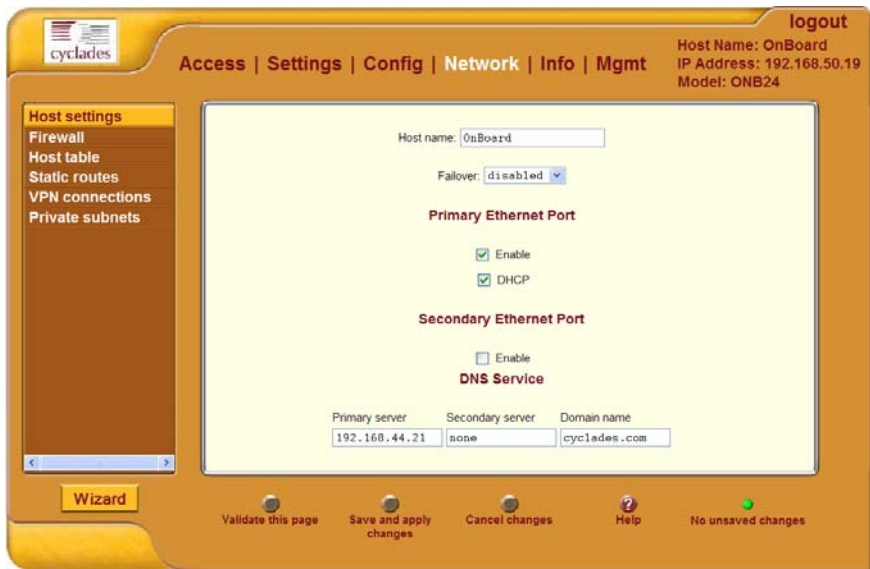 cyclades
logout
Access | Settings | Config | Network | Info | Mgmt
Host Name: OnBoard
IP Address: 192.168.50.19
Model: ONB24
Host settings
Firewall
Host table
Static routes
VPN connections
Private subnets
Host name: OnBoard
Failover: disabled
Primary Ethernet Port
Enable
DHCP
Secondary Ethernet Port
Enable
DNS Service
Primary server Secondary server Domain name
192.168.44.21 none cyclades.com
Wizard
Validate this page
Save and apply
changes
Cancel changes
Help
No unsaved changes